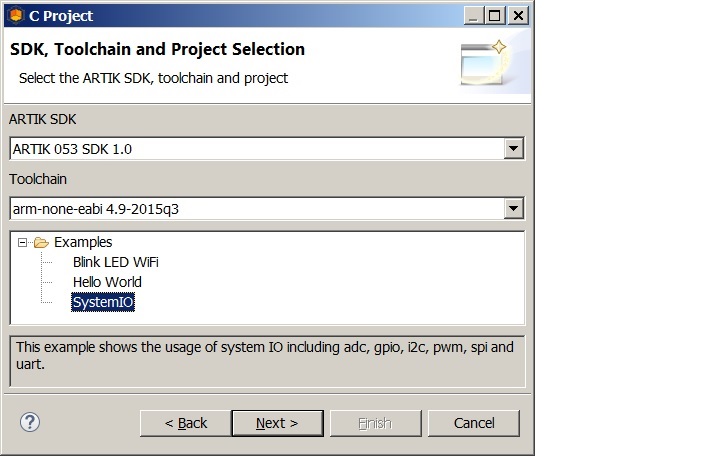 C Project
SDK, Toolchain and Project Selection
Select the ARTIK SDK, toolchain and project
ARTIK SDK
ARTIK 053 SDK 1.0
Toolchain
arm-none-eabi 4.9-2015q3
Examples
Blink LED WiFi
Hello World
SystemIO
This example shows the usage of system IO including adc, gpio, i2c, pwm, spi and
uart.
? < Back Next > Finish Cancel